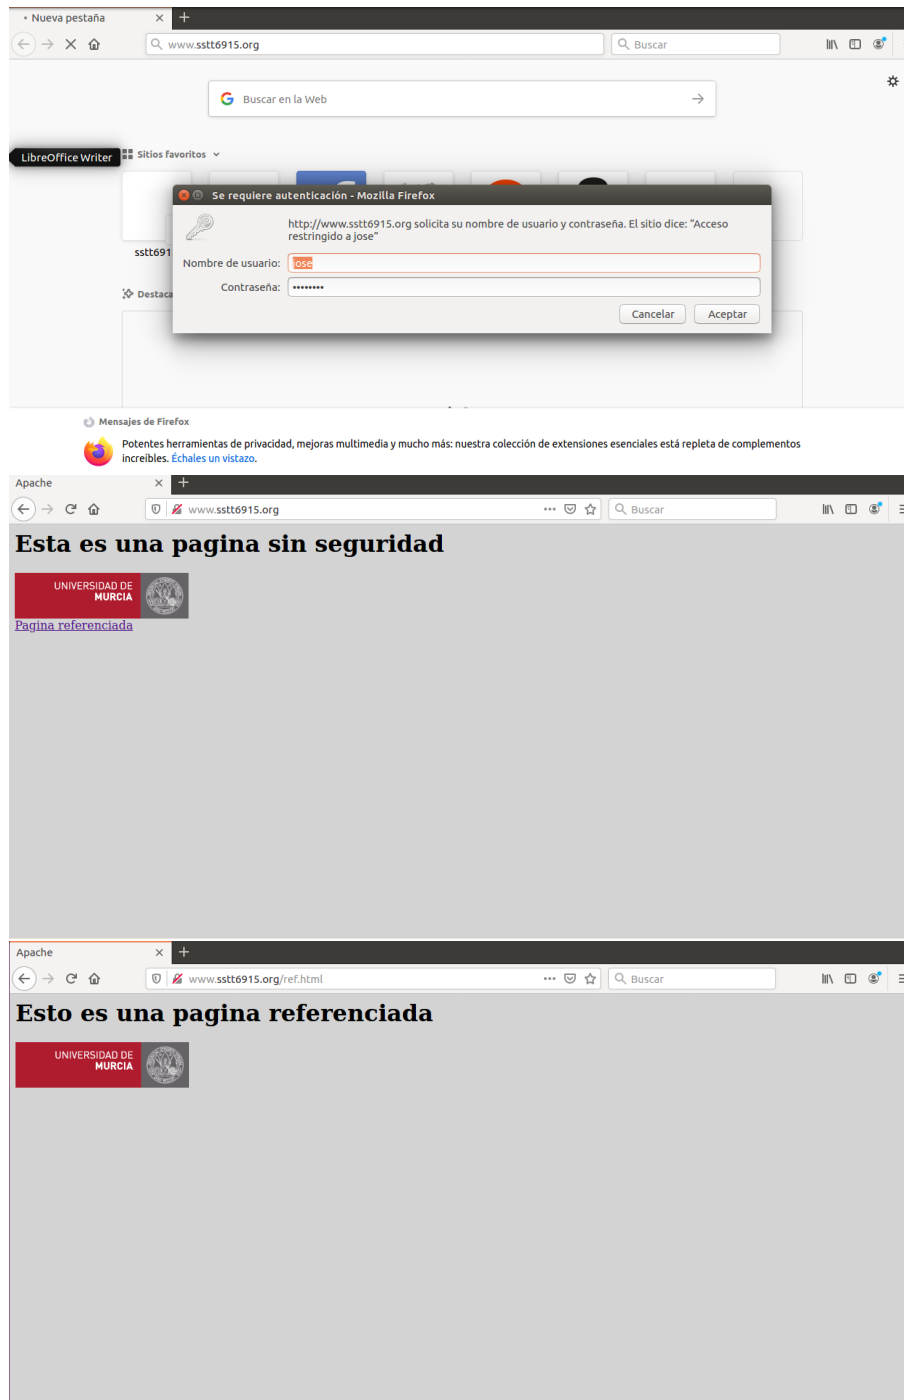 Nueva pestaña
www.sstt6915.org
Buscar
Buscar en la Web
LibreOffice Writer
Sitios favoritos
Se requiere autenticación - Mozilla Firefox
http://www.sstt6915.org solicita su nombre de usuario y contraseña. El sitio dice: “Acceso
restringido a jose”
sstt691
Nombre de usuario:
jose
Contraseña:
••••••••
Destaca
Cancelar
Aceptar
Mensajes de Firefox
Potentes herramientas de privacidad, mejoras multimedia y mucho más: nuestra colección de extensiones esenciales está repleta de complementos
increíbles. Échales un vistazo.
Apache
www.sstt6915.org
Buscar
Esta es una pagina sin seguridad
UNIVERSIDAD DE
MURCIA
Pagina referenciada
Apache
www.sstt6915.org/ref.html
Buscar
Esto es una pagina referenciada
UNIVERSIDAD DE
MURCIA